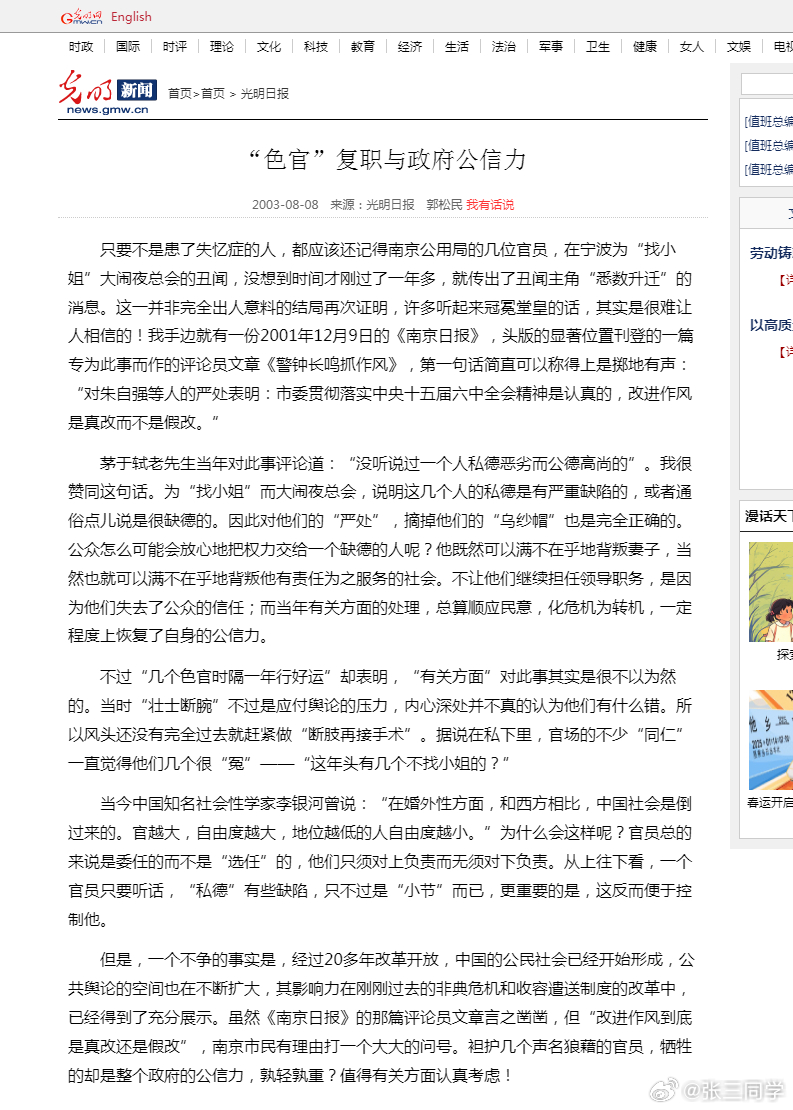 光明网
GMW.CN
English
时政 国际 时评 理论 文化 科技 教育 经济 生活 法治 军事 卫生 健康 女人 文娱 电视
光明 新闻
news.gmw.cn
首页>首页 > 光明日报
[值班总编
[值班总编
[值班总编
“色官”复职与政府公信力
2003-08-08 来源：光明日报 郭松民 我有话说
只要不是患了失忆症的人，都应该还记得南京公用局的几位官员，在宁波为“找小
姐”大闹夜总会的丑闻，没想到时间才刚过了一年多，就传出了丑闻主角“悉数升迁”的
消息。这一并非完全出人意料的结局再次证明，许多听起来冠冕堂皇的话，其实是很难让
人相信的！我手边就有一份2001年12月9日的《南京日报》，头版的显著位置刊登的一篇
专为此事而作的评论员文章《警钟长鸣抓作风》，第一句话简直可以称得上是掷地有声：
“对朱自强等人的严处表明：市委贯彻落实中央十五届六中全会精神是认真的，改进作风
是真改而不是假改。”
茅于轼老先生当年对此事评论道：“没听说过一个人私德恶劣而公德高尚的”。我很
赞同这句话。为“找小姐”而大闹夜总会，说明这几个人的私德是有严重缺陷的，或者通
俗点儿说是很缺德的。因此对他们的“严处”，摘掉他们的“乌纱帽”也是完全正确的。
公众怎么可能会放心地把权力交给一个缺德的人呢？他既然可以满不在乎地背叛妻子，当
然也就可以满不在乎地背叛他有责任为之服务的社会。不让他们继续担任领导职务，是因
为他们失去了公众的信任；而当年有关方面的处理，总算顺应民意，化危机为转机，一定
程度上恢复了自身的公信力。
不过“几个色官时隔一年行好运”却表明，“有关方面”对此事其实是很不以为然
的。当时“壮士断腕”不过是应付舆论的压力，内心深处并不真的认为他们有什么错。所
以风头还没有完全过去就赶紧做“断肢再接手术”。据说在私下里，官场的不少“同仁”
一直觉得他们几个很“冤”——“这年头有几个不找小姐的？”
当今中国知名社会性学家李银河曾说：“在婚外性方面，和西方相比，中国社会是倒
过来的。官越大，自由度越大，地位越低的人自由度越小。”为什么会这样呢？官员总的
来说是委任的而不是“选任”的，他们只须对上负责而无须对下负责。从上往下看，一个
官员只要听话，“私德”有些缺陷，只不过是“小节”而已，更重要的是，这反而便于控
制他。
但是，一个不争的事实是，经过20多年改革开放，中国的公民社会已经开始形成，公
共舆论的空间也在不断扩大，其影响力在刚刚过去的非典危机和收容遣送制度的改革中，
已经得到了充分展示。虽然《南京日报》的那篇评论员文章言之凿凿，但“改进作风到底
是真改还是假改”，南京市民有理由打一个大大的问号。袒护几个声名狼藉的官员，牺牲
的却是整个政府的公信力，孰轻孰重？值得有关方面认真考虑！
劳动铸
【详
以高质
【详
漫话天下
探
他乡
春运开启
@张三同学